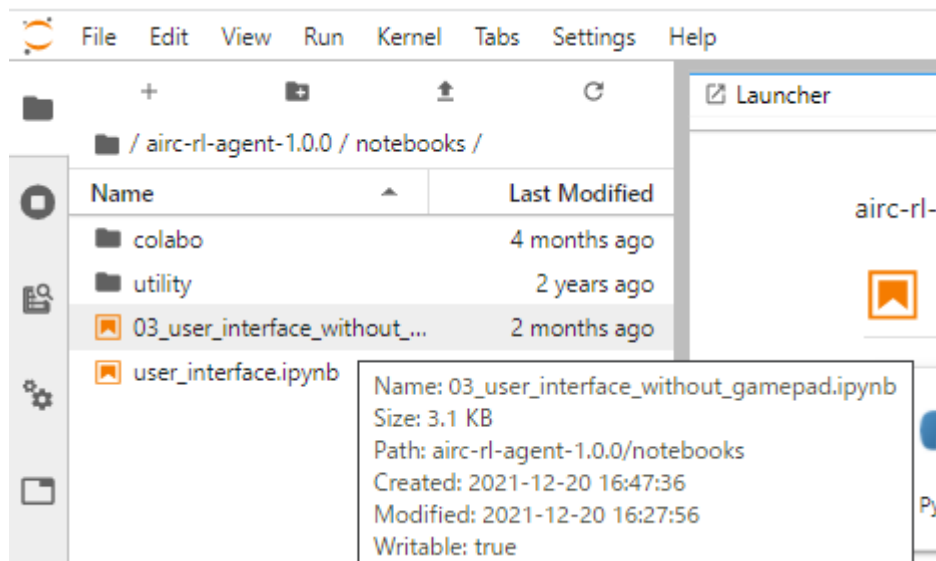 File Edit View Run Kernel Tabs Settings Help
Launcher
/ airc-rl-agent-1.0.0 / notebooks /
Name Last Modified
airc-rl-
colabo 4 months ago
utility 2 years ago
03_user_interface_without_... 2 months ago
user_interface.ipynb
Name: 03_user_interface_without_gamepad.ipynb
Size: 3.1 KB
Path: airc-rl-agent-1.0.0/notebooks
Created: 2021-12-20 16:47:36
Modified: 2021-12-20 16:27:56
Writable: true